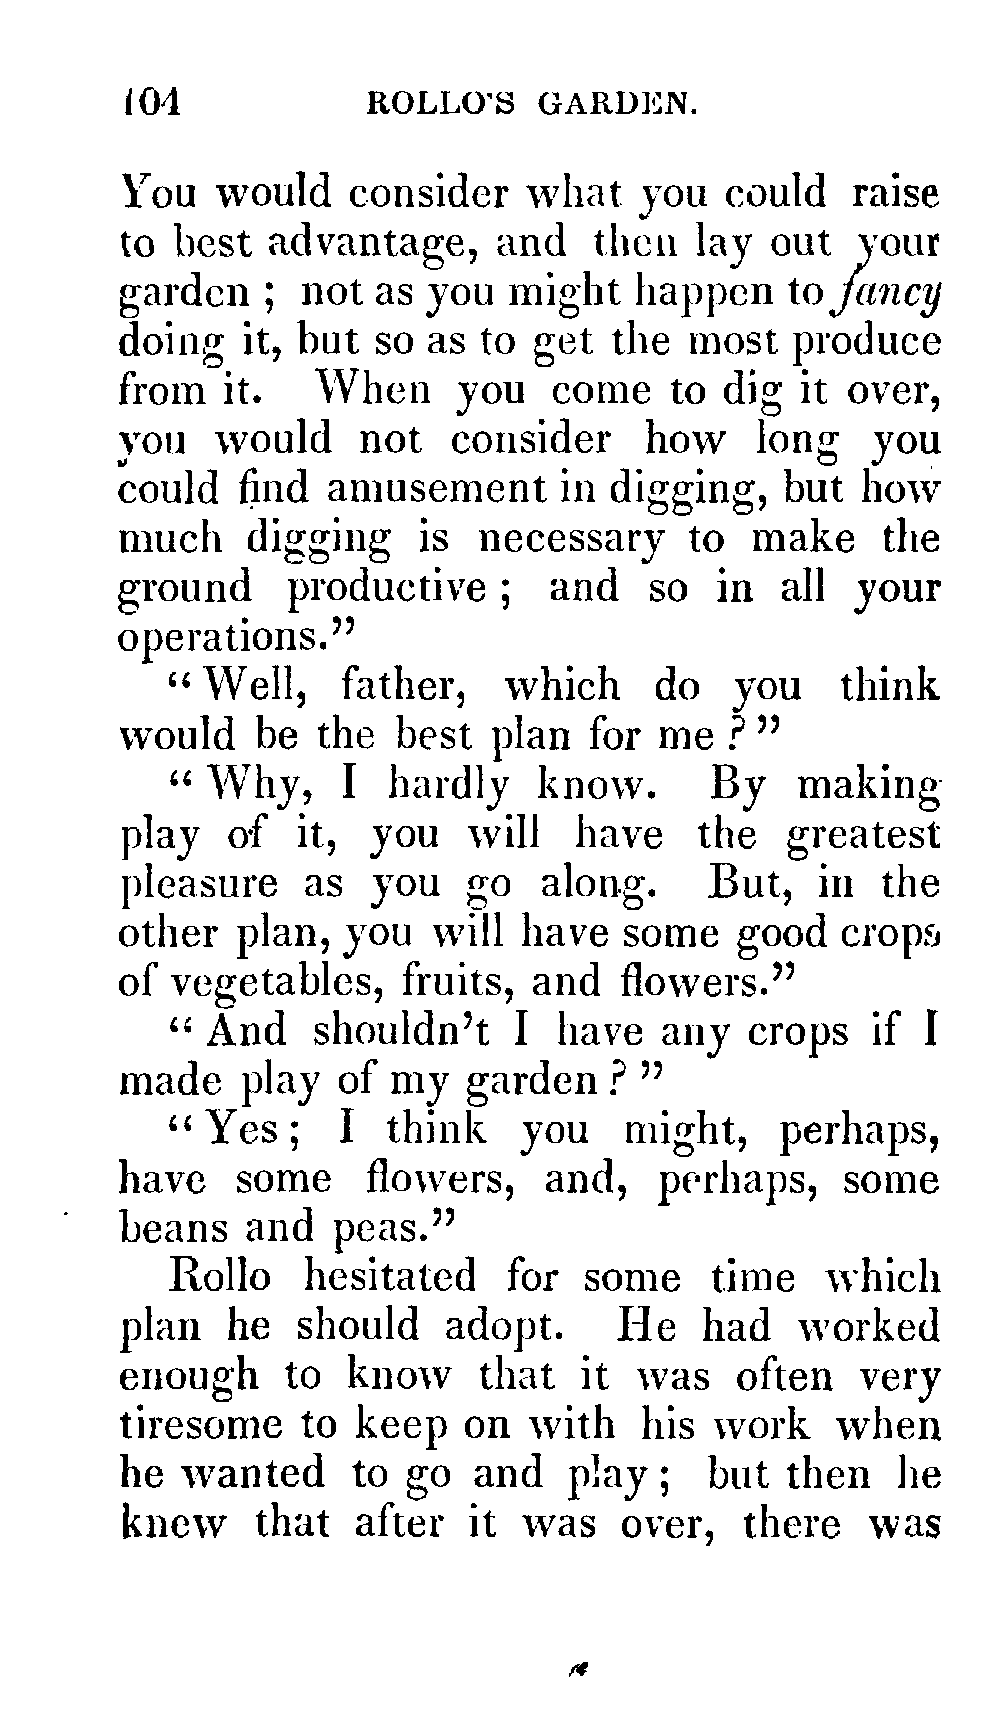 104 ROLLO'S GARDEN.
You would consider what you could raise
to best advantage, and then lay out your
garden ; not as you might happen to fancy
doing it, but so as to get the most produce
from it. When you come to dig it over,
you would not consider how long you
could find amusement in digging, but how
much digging is necessary to make the
ground productive ; and so in all your
operations."
" Well, father, which do you think
would be the best plan for me ? "
" Why, I hardly know. By making
play of it, you will have the greatest
pleasure as you go along. But, in the
other plan, you will have some good crops
of vegetables, fruits, and flowers."
" And shouldn't I have any crops if I
made play of my garden ? "
" Yes ; I think you might, perhaps,
have some flowers, and, perhaps, some
beans and peas."
Rollo hesitated for some time which
plan he should adopt. He had worked
enough to know that it was often very
tiresome to keep on with his work when
he wanted to go and play ; but then he
knew that after it was over, there was